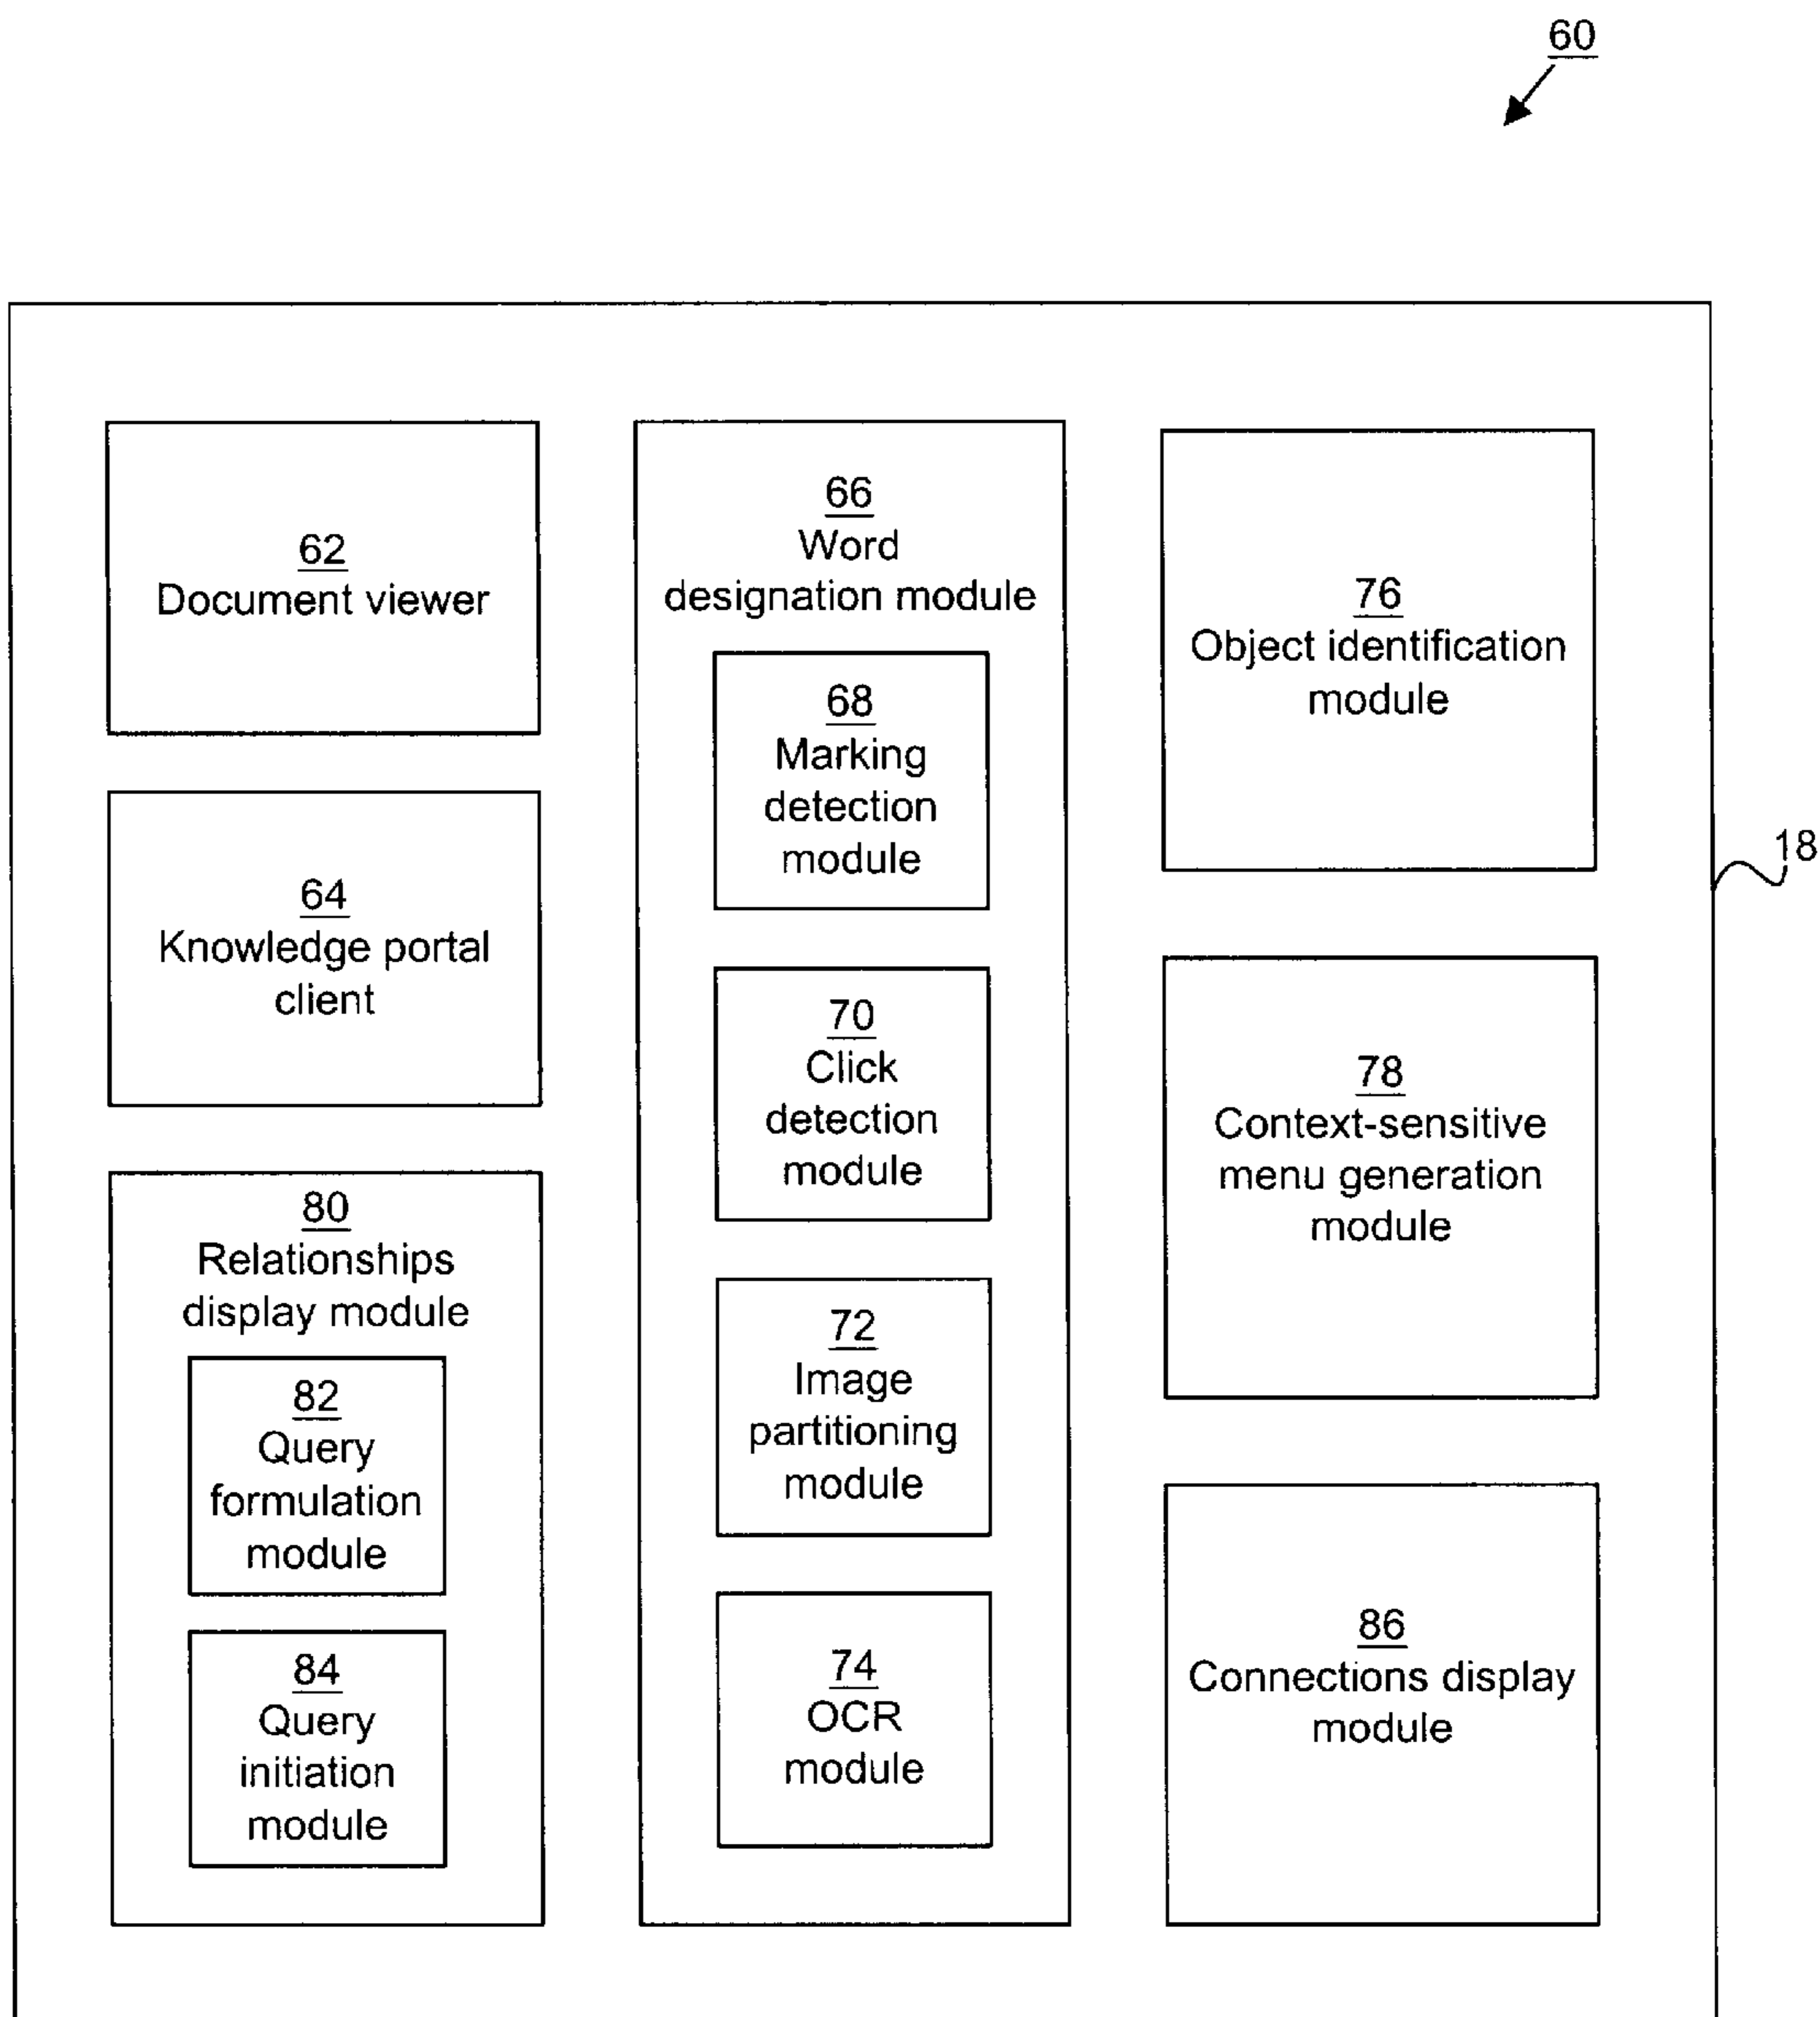 60
62
Document viewer
64
Knowledge portal
client
80
Relationships
display module
82
Query
formulation
module
84
Query
initiation
module
66
Word
designation module
68
Marking
detection
module
70
Click
detection
module
72
Image
partitioning
module
74
OCR
module
76
Object identification
module
78
Context-sensitive
menu generation
module
86
Connections display
module
18